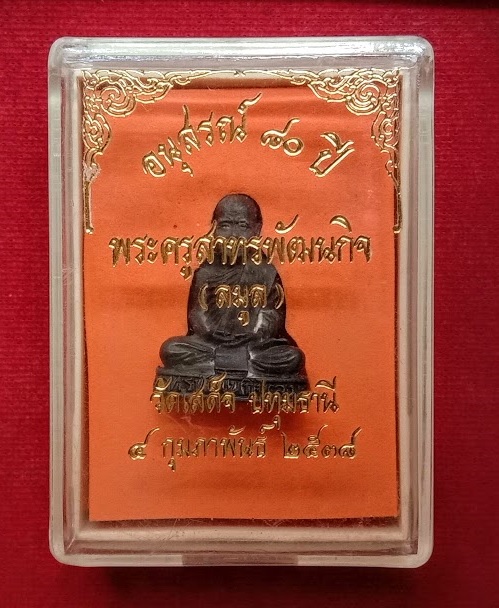 อนุสรณ์ ๘๐ ปี
พระครูสาทรพัฒนกิจ
(ลมูล)
วัดเสด็จ ปทุมธานี
๔ กุมภาพันธ์ ๒๕๓๘